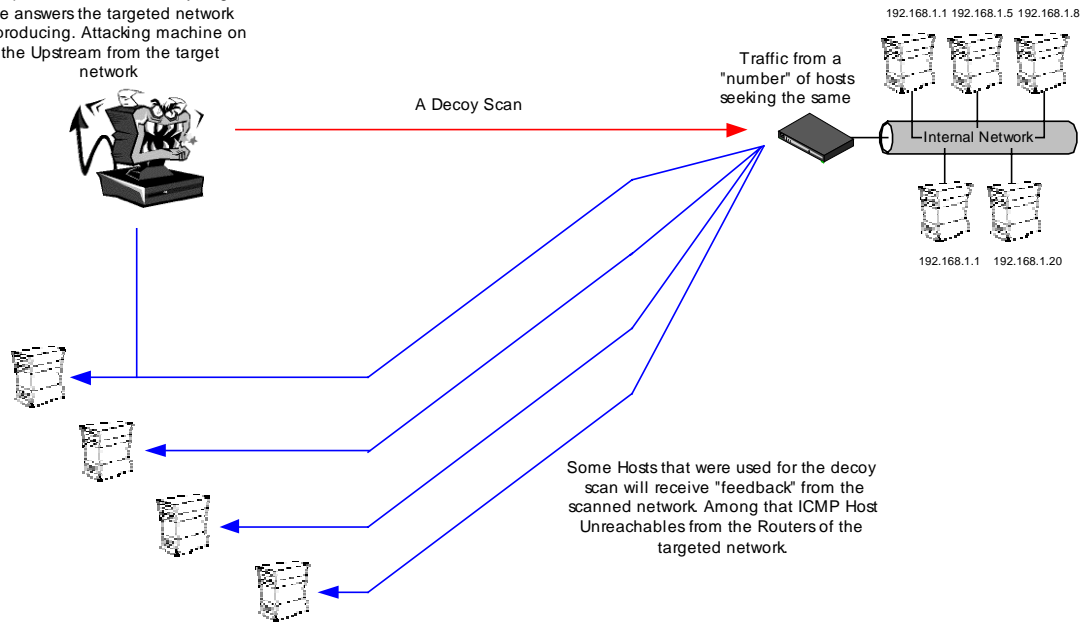 e answers the targeted network
producing. Attacking machine on
the Upstream from the target
network
A Decoy Scan
Traffic from a
"number" of hosts
seeking the same
192.168.1.1 192.168.1.5 192.168.1.8
Internal Network
192.168.1.1 192.168.1.20
Some Hosts that were used for the decoy
scan will receive "feedback" from the
scanned network. Among that ICMP Host
Unreachables from the Routers of the
targeted network.